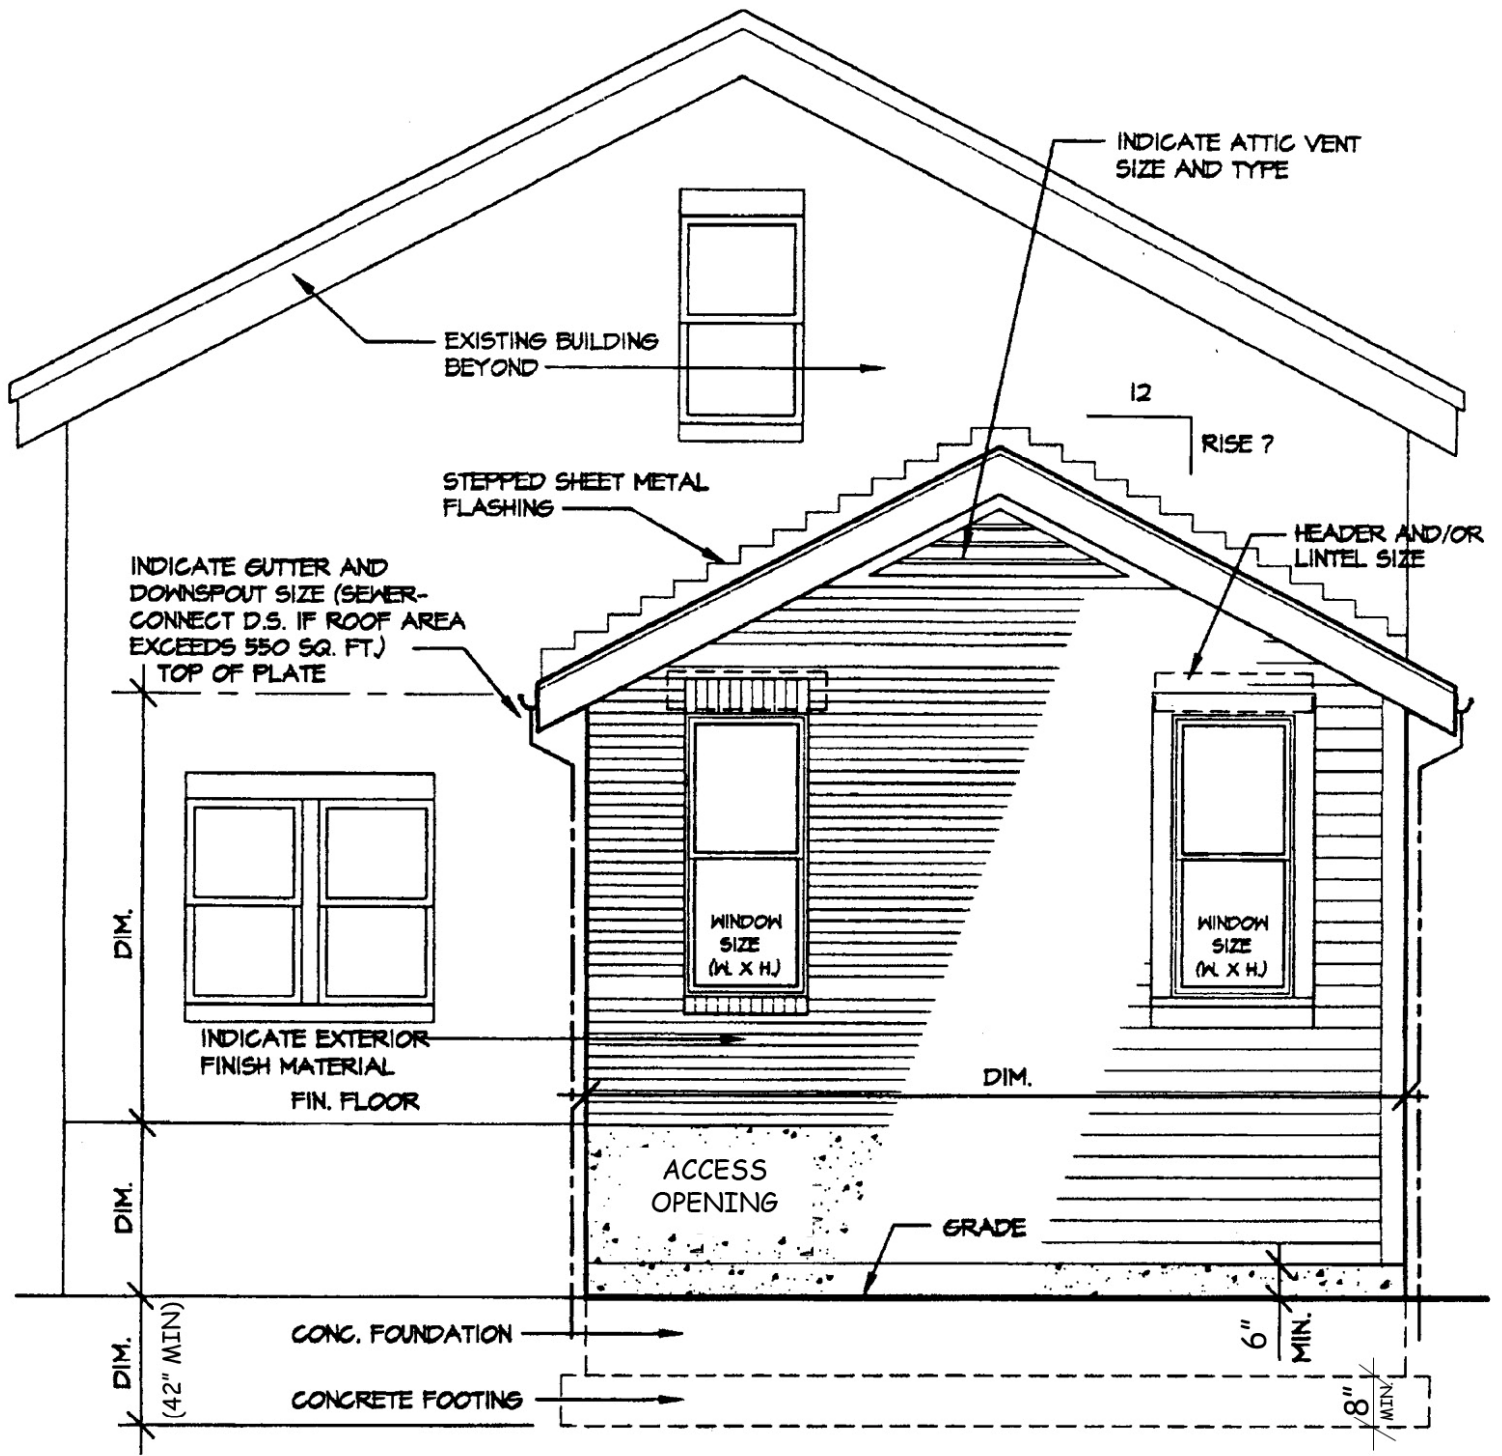 INDICATE ATTIC VENT
SIZE AND TYPE
EXISTING BUILDING
BEYOND
12
RISE ?
STEPPED SHEET METAL
FLASHING
HEADER AND/OR
LINTEL SIZE
INDICATE GUTTER AND
DOWNSPOUT SIZE (SEWER-
CONNECT D.S. IF ROOF AREA
EXCEEDS 550 SQ. FT.)
TOP OF PLATE
DIM.
WINDOW
SIZE
(W. X H.)
WINDOW
SIZE
(W. X H.)
INDICATE EXTERIOR
FINISH MATERIAL
FIN. FLOOR
DIM.
ACCESS
OPENING
DIM.
GRADE
CONC. FOUNDATION
6"
MIN.
DIM.
(42" MIN)
CONCRETE FOOTING
8"
MIN.